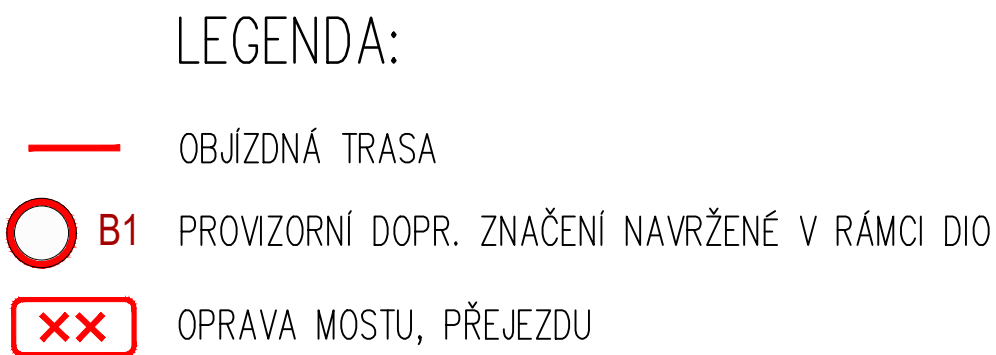 LEGENDA:
OBJÍZDNÁ TRASA
B1 PROVIZORNÍ DOPR. ZNAČENÍ NAVRŽENÉ V RÁMCI DIO
XX OPRAVA MOSTU, PŘEJEZDU